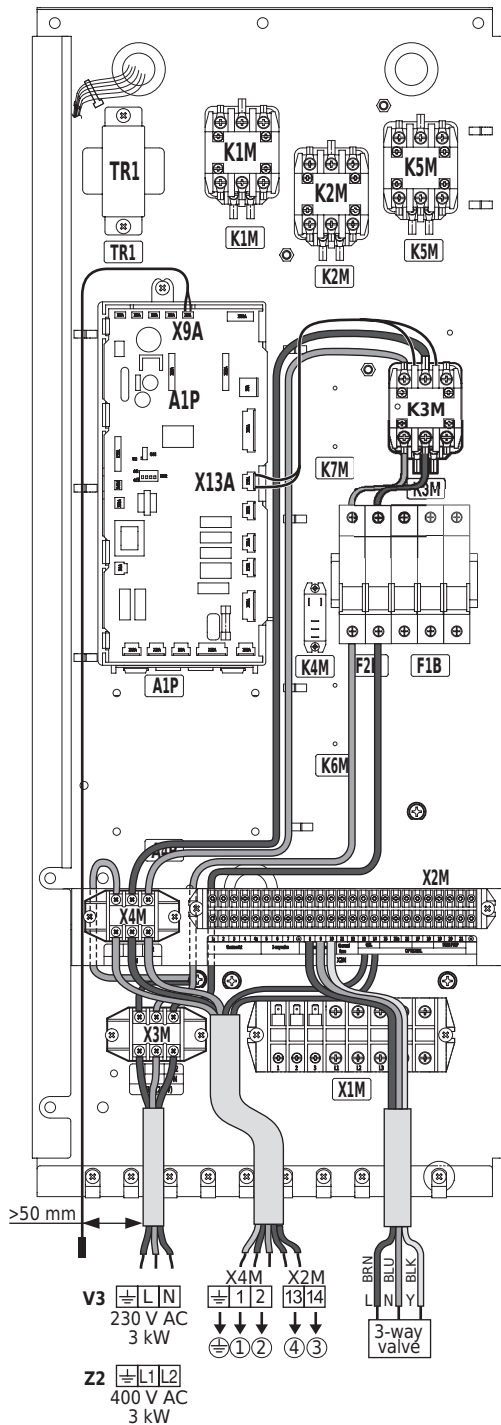 K1M
K5M
TR1
K2M
TR1
K1M
K5M
K2M
X9A
A1P
K3M
K7M
X13A
K3M
K4M
F2B
F1B
A1P
K6M
X2M
X4M
X3M
X1M
>50 mm
BRN
BLU
BLK
X4M
X2M
V3
L
N
1
2
13
14
L
N
Y
230 V AC
3 kW
1
2
4
3
3-way
valve
Z2
L1
L2
400 V AC
3 kW